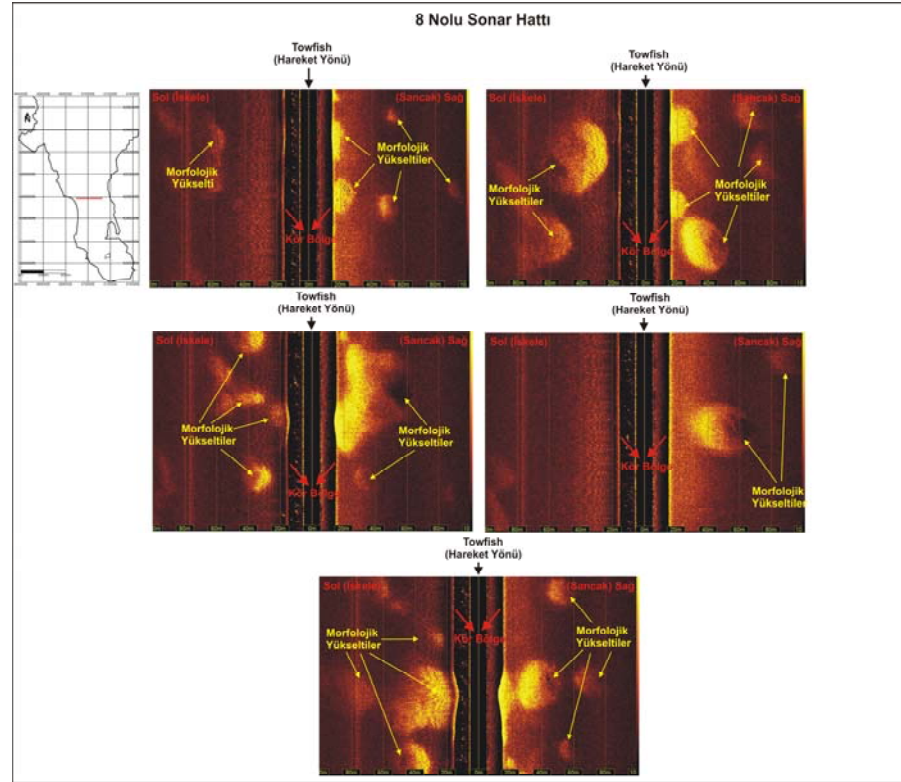 8 Nolu Sonar Hattı
Towfish
(Hareket Yönü)
Sol (İskele)
(Sancak) Sağ
Morfolojik
Yükselti
Morfolojik
Yükseltiler
Kör Bölge
Towfish
(Hareket Yönü)
Sol (İskele)
(Sancak) Sağ
Morfolojik
Yükseltiler
Morfolojik
Yükseltiler
Kör Bölge
Towfish
(Hareket Yönü)
Sol (İskele)
(Sancak) Sağ
Morfolojik
Yükseltiler
Morfolojik
Yükseltiler
Kör Bölge
Towfish
(Hareket Yönü)
Sol (İskele)
(Sancak) Sağ
Morfolojik
Yükseltiler
Kör Bölge
Towfish
(Hareket Yönü)
Sol (İskele)
(Sancak) Sağ
Kör Bölge
Morfolojik
Yükseltiler
Morfolojik
Yükseltiler